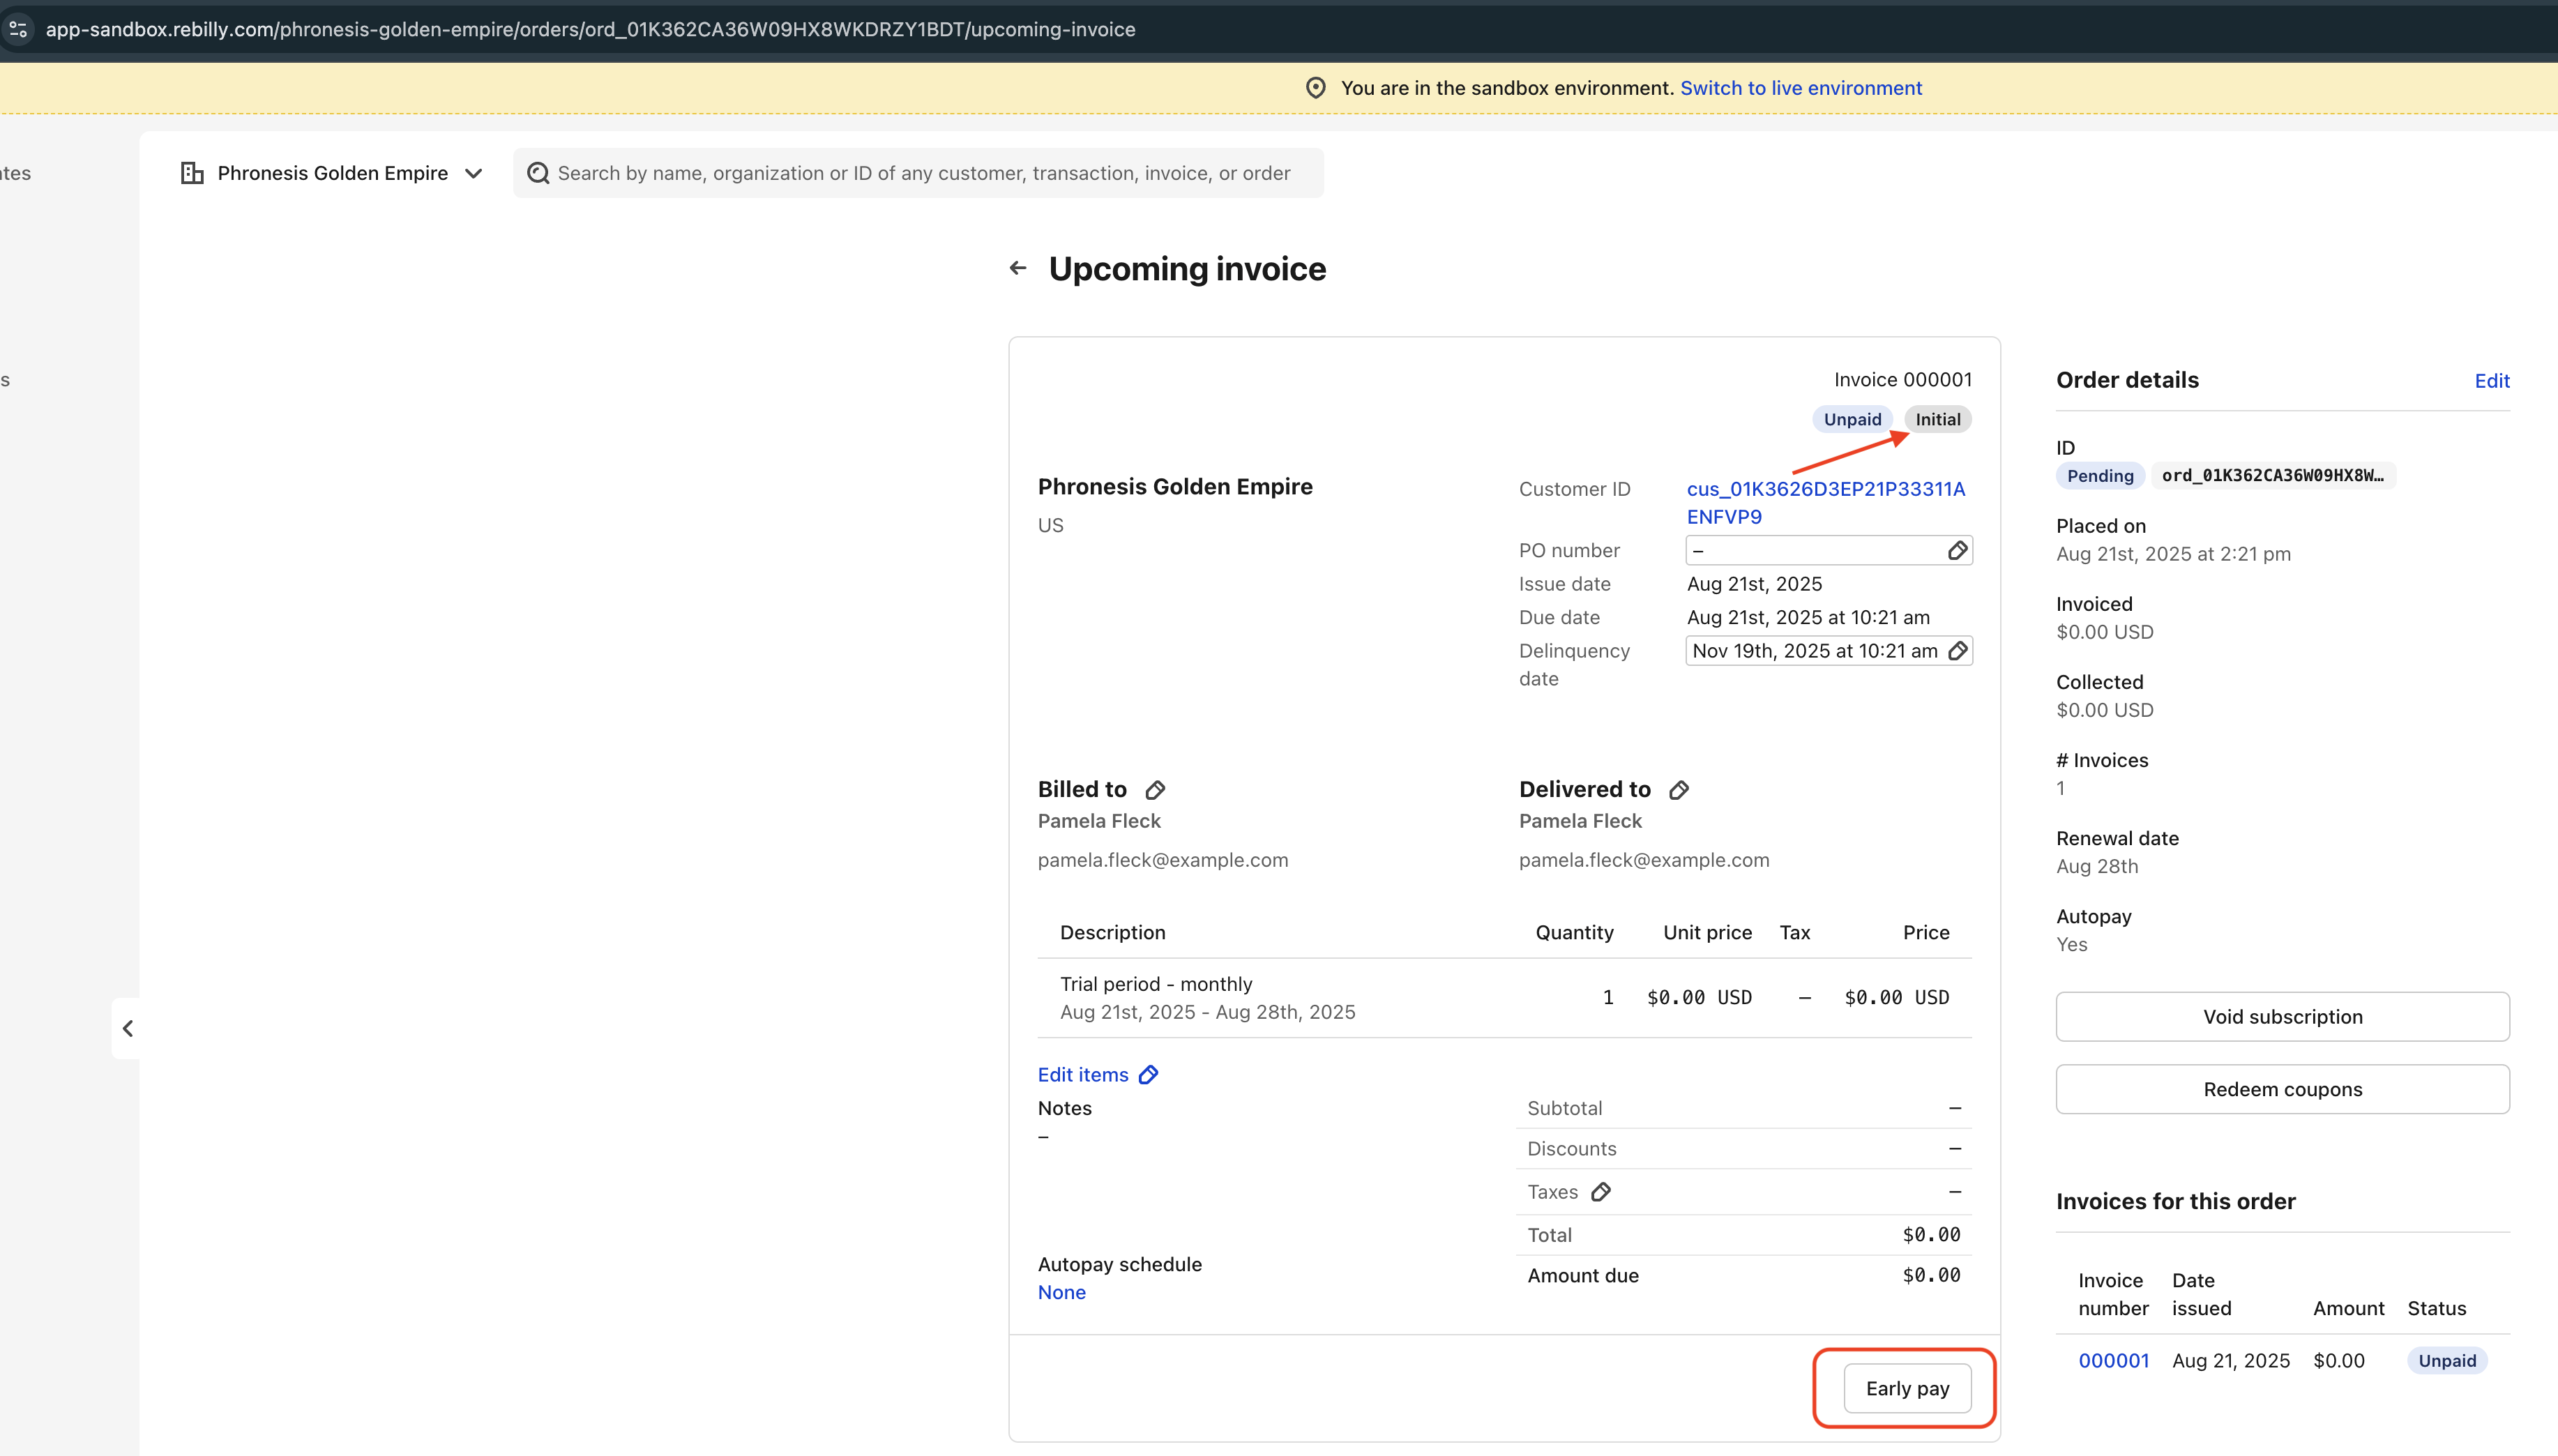 app-sandbox.rebilly.com/phronesis-golden-empire/orders/ord_01K362CA36W09HX8WKDRZY1BDT/upcoming-invoice
You are in the sandbox environment. Switch to live environment
Phronesis Golden Empire
Search by name, organization or ID of any customer, transaction, invoice, or order
Upcoming invoice
Invoice 000001
Unpaid Initial
Phronesis Golden Empire
US
Customer ID cus_01K3626D3EP21P33311A
ENFVP9
PO number –
Issue date Aug 21st, 2025
Due date Aug 21st, 2025 at 10:21 am
Delinquency Nov 19th, 2025 at 10:21 am
date
Billed to
Pamela Fleck
pamela.fleck@example.com
Delivered to
Pamela Fleck
pamela.fleck@example.com
Description Quantity Unit price Tax Price
Trial period - monthly 1 $0.00 USD – $0.00 USD
Aug 21st, 2025 - Aug 28th, 2025
Edit items
Notes
–
Autopay schedule
None
Subtotal –
Discounts –
Taxes –
Total $0.00
Amount due $0.00
Early pay
Order details Edit
ID
Pending ord_01K362CA36W09HX8W…
Placed on
Aug 21st, 2025 at 2:21 pm
Invoiced
$0.00 USD
Collected
$0.00 USD
# Invoices
1
Renewal date
Aug 28th
Autopay
Yes
Void subscription
Redeem coupons
Invoices for this order
Invoice Date
number issued Amount Status
000001 Aug 21, 2025 $0.00 Unpaid